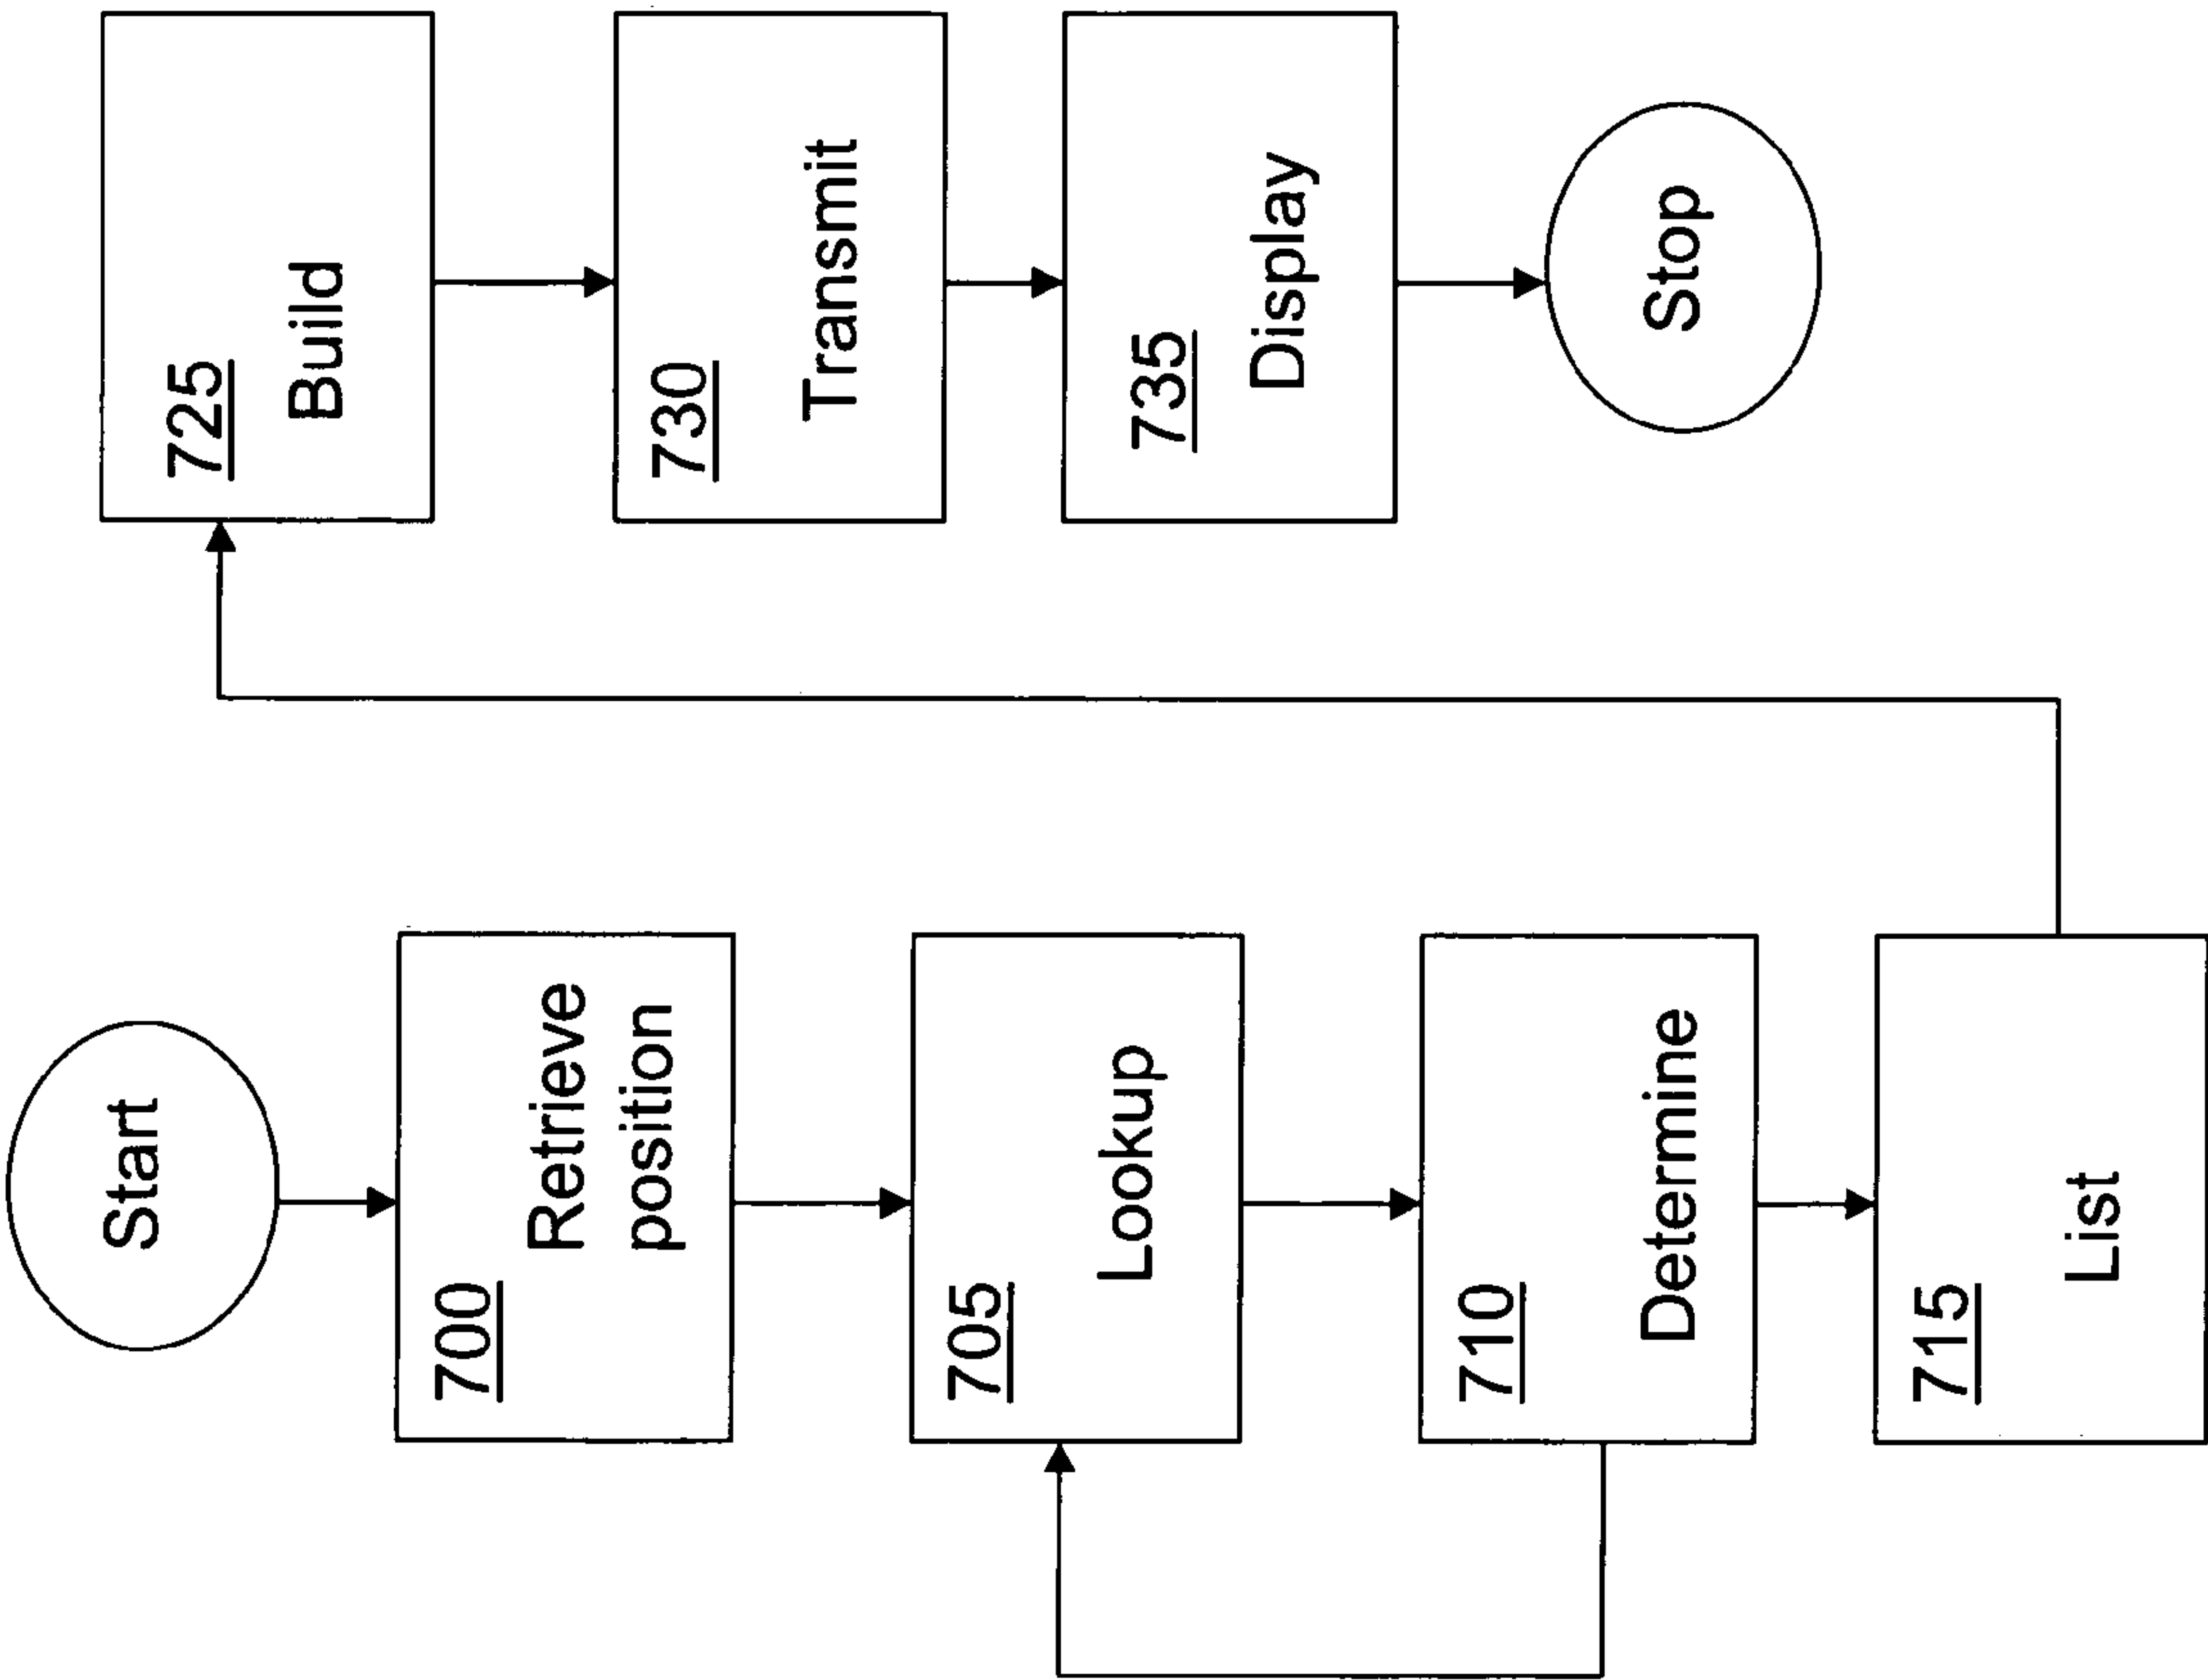 Start
700
Retrieve
position
705
Lookup
710
Determine
715
List
725
Build
730
Transmit
735
Display
Stop